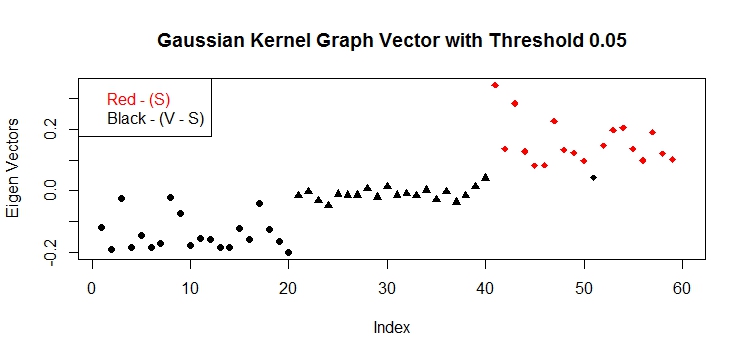 Gaussian Kernel Graph Vector with Threshold 0.05
Red - (S)
Black - (V - S)
Eigen Vectors
0.2
0.0
-0.2
0 10 20 30 40 50 60
Index